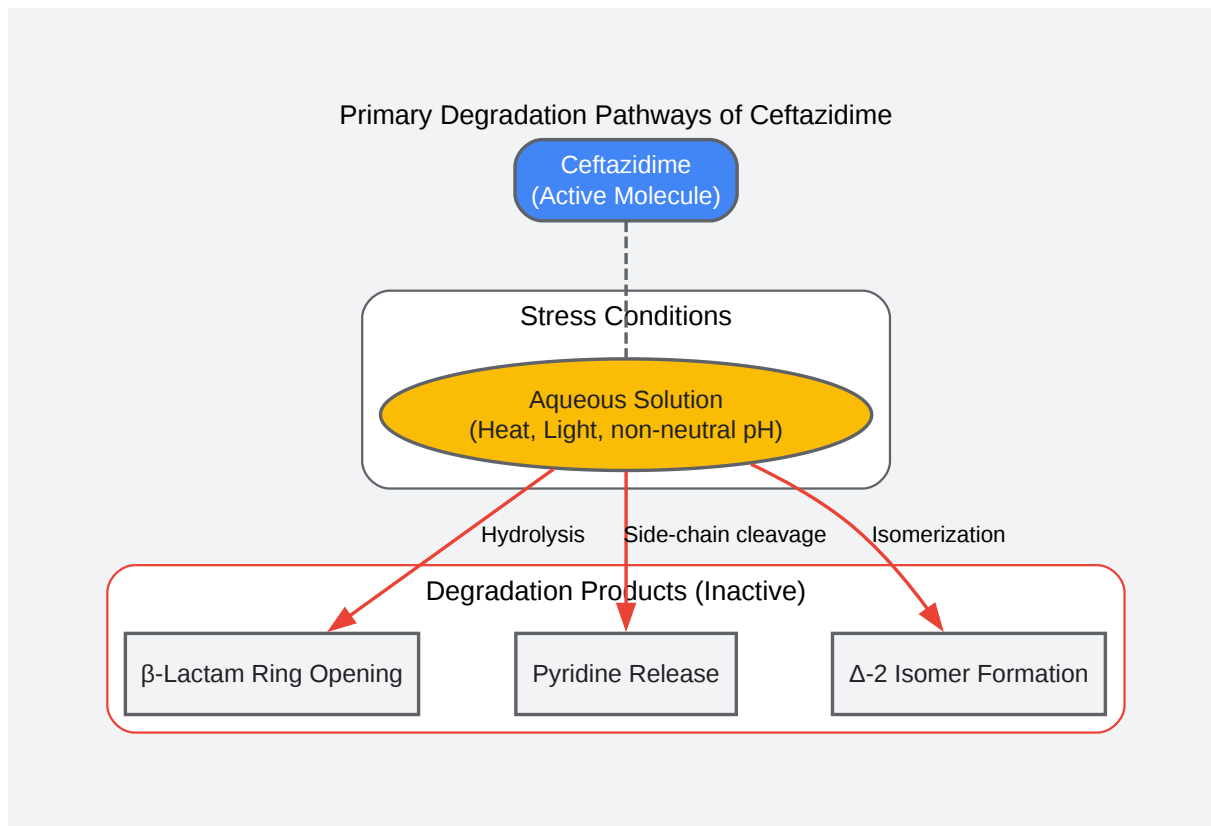 Primary Degradation Pathways of Ceftazidime
Ceftazidime
(Active Molecule)
Stress Conditions
Aqueous Solution
(Heat, Light, non-neutral pH)
Hydrolysis
Side-chain cleavage
Isomerization
Degradation Products (Inactive)
β-Lactam Ring Opening
Pyridine Release
Δ-2 Isomer Formation